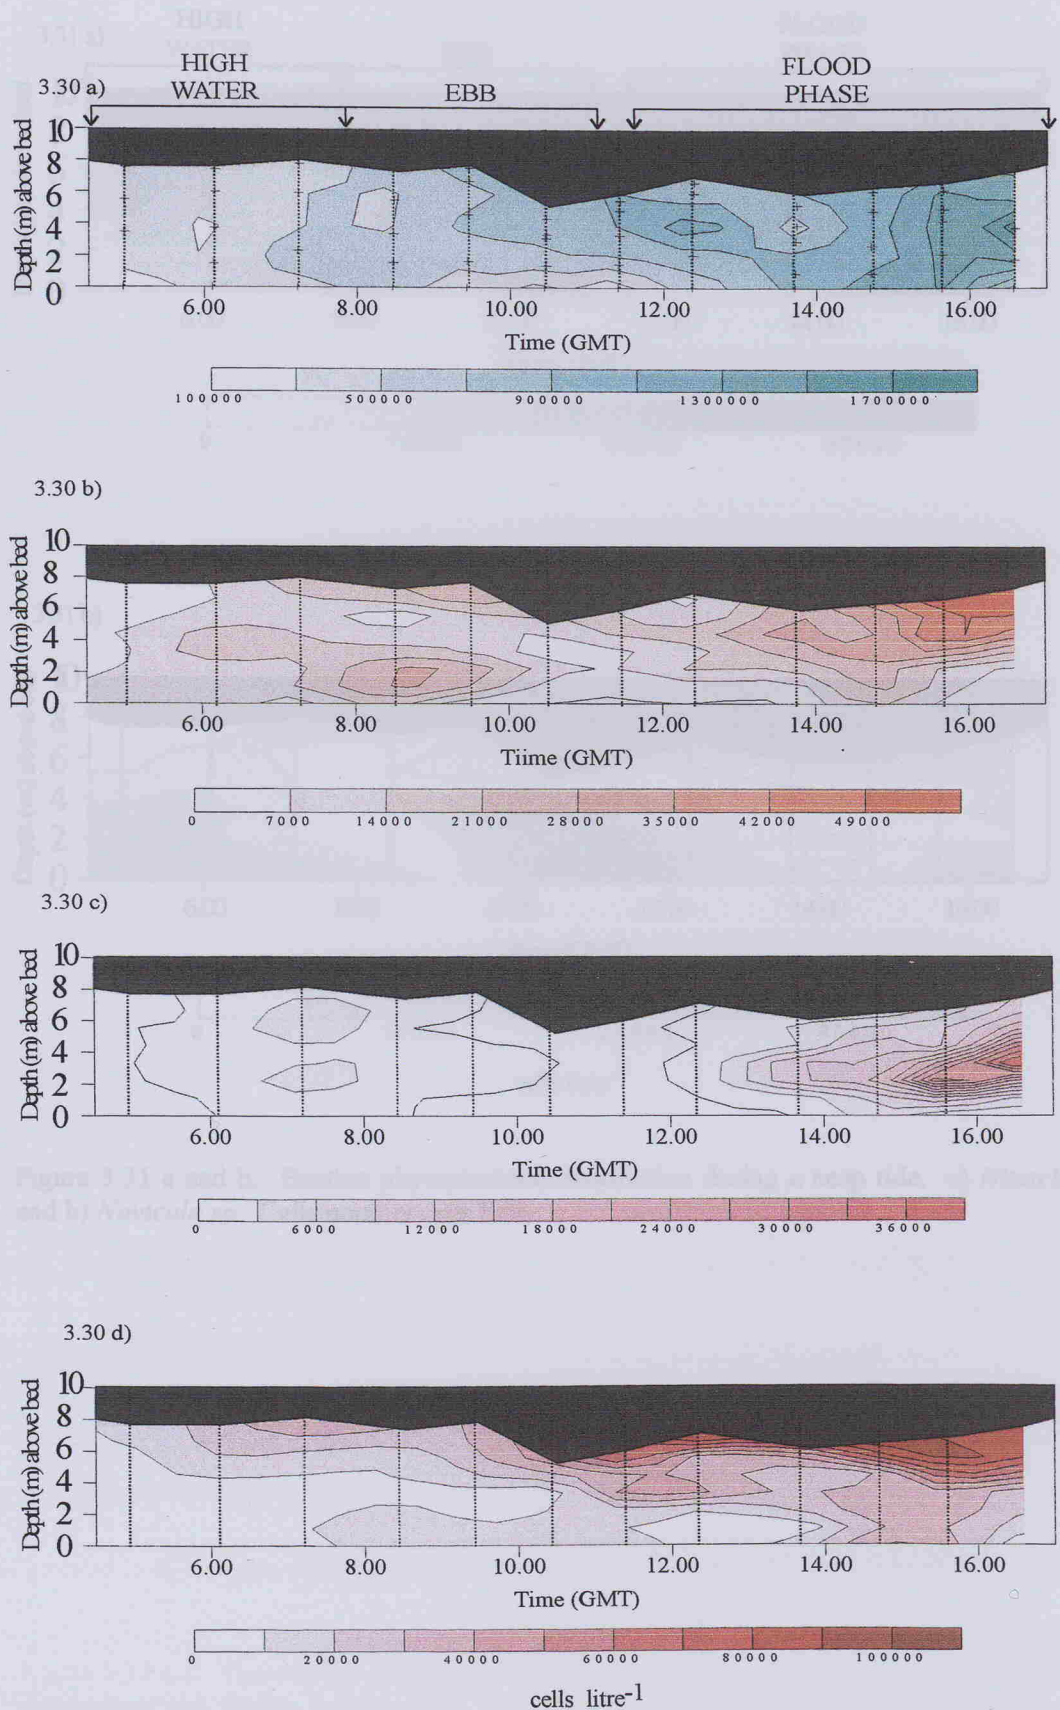 HIGH WATER
EBB
FLOOD PHASE
3.30 a)
Depth (m) above bed
10
8
6
4
2
0
6.00 8.00 10.00 12.00 14.00 16.00
Time (GMT)
100000 500000 900000 1300000 1700000
3.30 b)
Depth (m) above bed
10
8
6
4
2
0
6.00 8.00 10.00 12.00 14.00 16.00
Tiime (GMT)
0 7000 14000 21000 28000 35000 42000 49000
3.30 c)
Depth (m) above bed
10
8
6
4
2
0
6.00 8.00 10.00 12.00 14.00 16.00
0 6000 12000 18000 24000 30000 36000
Figure 3.31 a and b.
3.30 d)
Depth (m) above bed
10
8
6
4
2
0
6.00 8.00 10.00 12.00 14.00 16.00
Time (GMT)
0 20000 40000 60000 80000 100000
cells litre-1